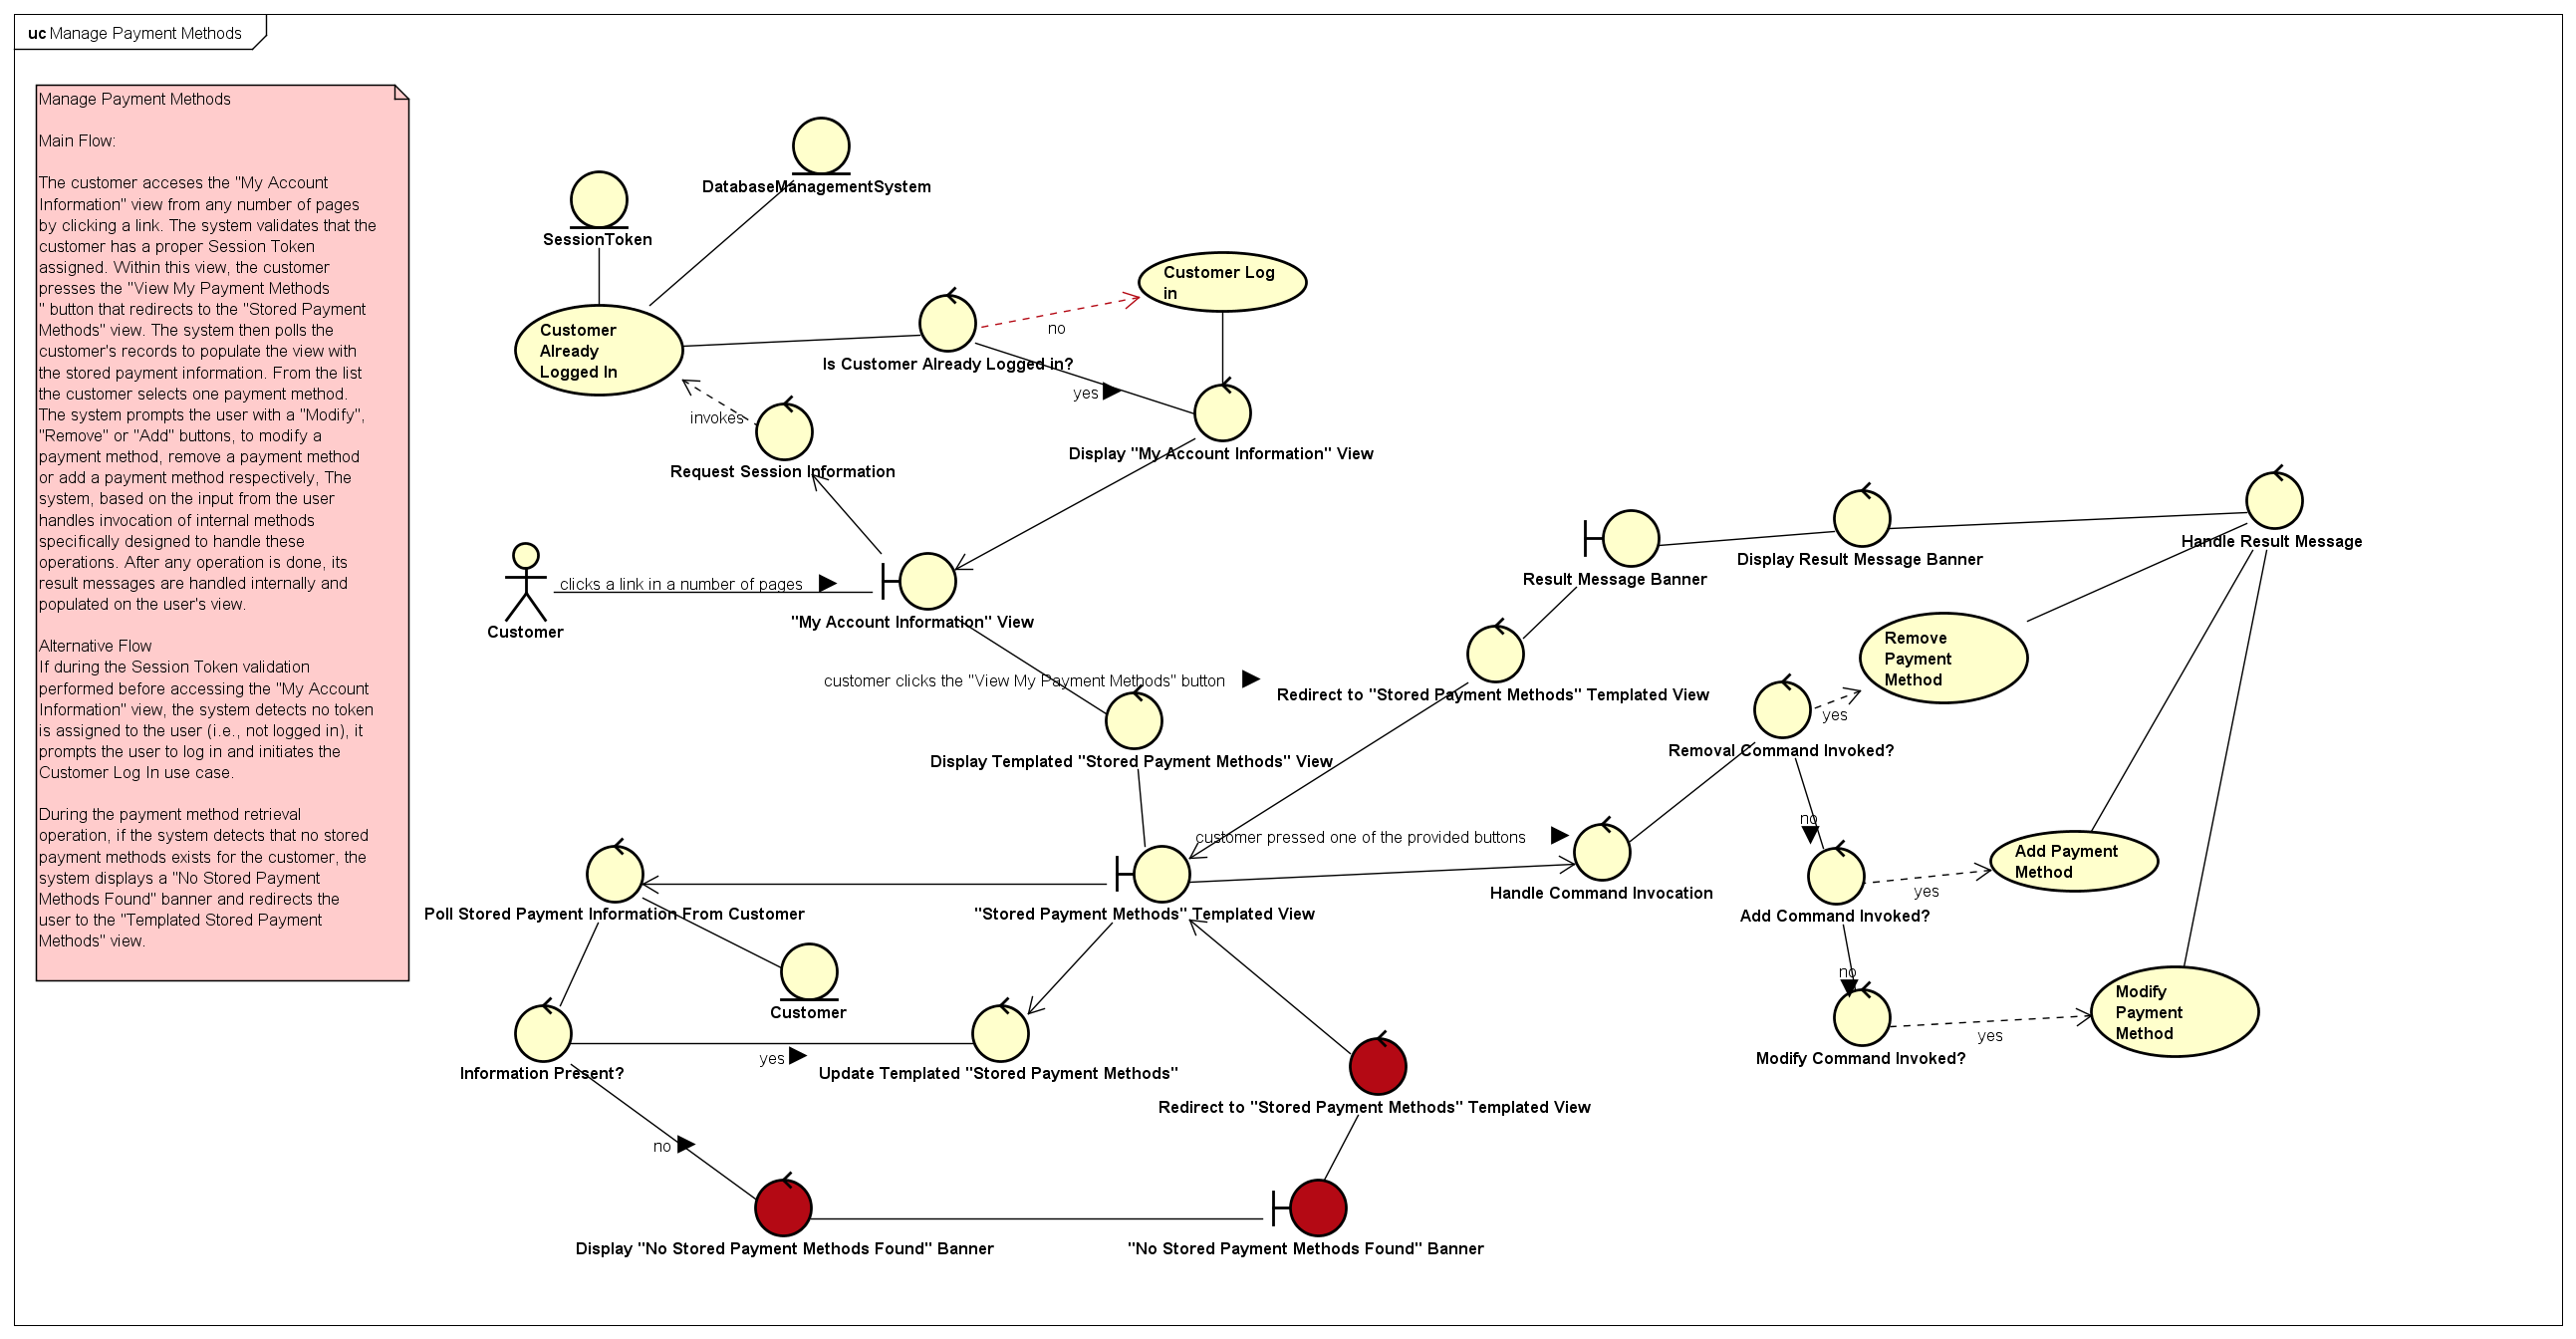 uc Manage Payment Methods
Manage Payment Methods
Main Flow:
The customer acceses the "My Account
Information" view from any number of pages
by clicking a link. The system validates that the
customer has a proper Session Token
assigned. Within this view, the customer
presses the "View My Payment Methods
" button that redirects to the "Stored Payment
Methods" view. The system then polls the
customer's records to populate the view with
the stored payment information. From the list
the customer selects one payment method.
The system prompts the user with a "Modify",
"Remove" or "Add" buttons, to modify a
payment method, remove a payment method
or add a payment method respectively, The
system, based on the input from the user
handles invocation of internal methods
specifically designed to handle these
operations. After any operation is done, its
result messages are handled internally and
populated on the user's view.
Alternative Flow
If during the Session Token validation
performed before accessing the "My Account
Information" view, the system detects no token
is assigned to the user (i.e., not logged in), it
prompts the user to log in and initiates the
Customer Log In use case.
During the payment method retrieval
operation, if the system detects that no stored
payment methods exists for the customer, the
system displays a "No Stored Payment
Methods Found" banner and redirects the
user to the "Templated Stored Payment
Methods" view.
DatabaseManagementSystem
SessionToken
Customer Log
in
Customer
Already
Logged In
no
Is Customer Already Logged in?
yes
invokes
Display "My Account Information" View
Request Session Information
Handle Result Message
Display Result Message Banner
Result Message Banner
clicks a link in a number of pages
Customer
"My Account Information" View
Remove
Payment
Method
customer clicks the "View My Payment Methods" button
Redirect to "Stored Payment Methods" Templated View
yes
Removal Command Invoked?
Display Templated "Stored Payment Methods" View
no
customer pressed one of the provided buttons
Add Payment
Method
yes
Handle Command Invocation
Poll Stored Payment Information From Customer
"Stored Payment Methods" Templated View
Add Command Invoked?
no
Modify
Payment
Method
Customer
yes
yes
Modify Command Invoked?
Information Present?
Update Templated "Stored Payment Methods"
Redirect to "Stored Payment Methods" Templated View
no
Display "No Stored Payment Methods Found" Banner
"No Stored Payment Methods Found" Banner